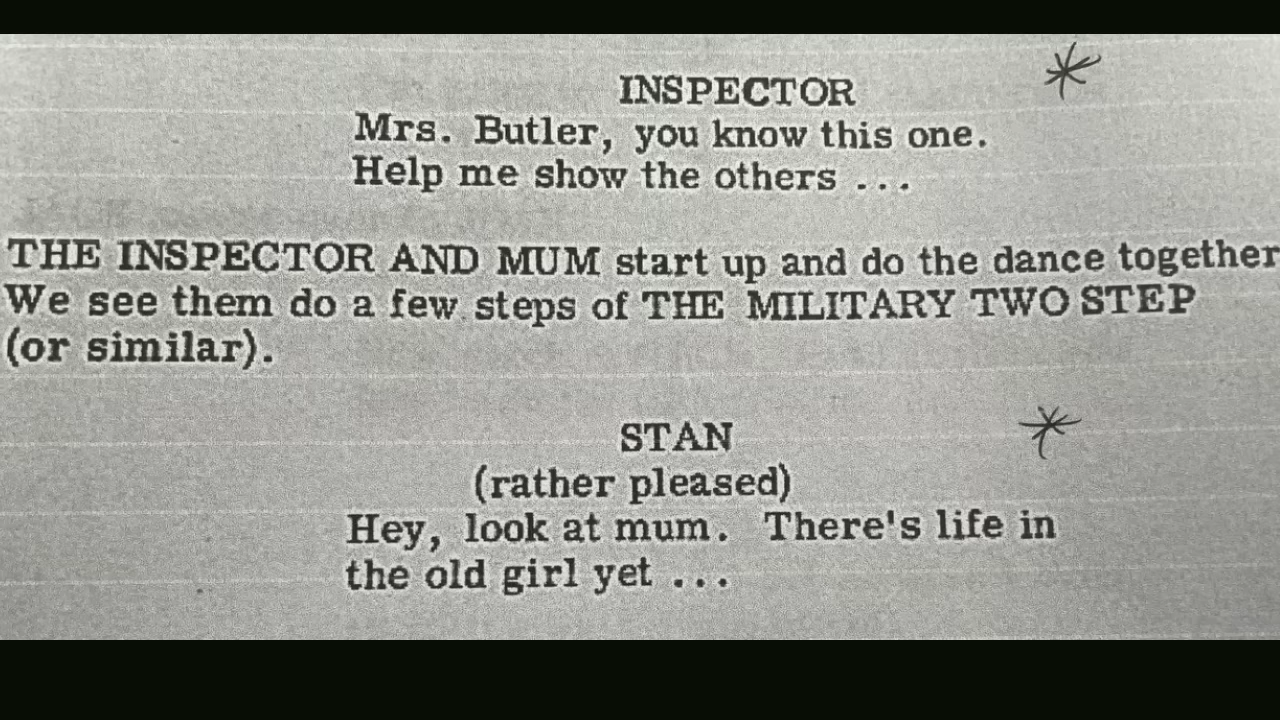 INSPECTOR
Mrs. Butler, you know this one.
Help me show the others ...
THE INSPECTOR AND MUM start up and do the dance together
We see them do a few steps of THE MILITARY TWO STEP
(or similar).
STAN
(rather pleased)
Hey, look at mum. There's life in
the old girl yet ...